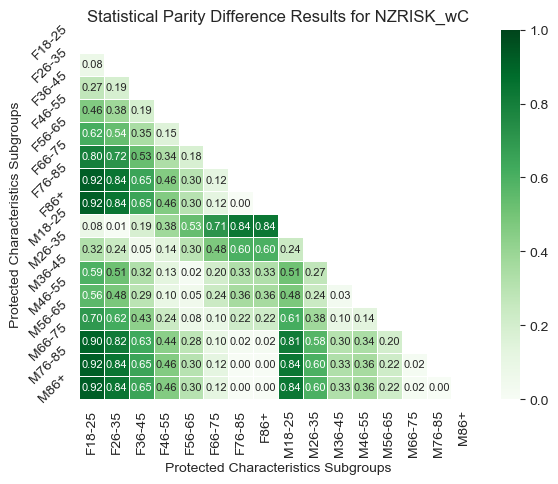 Statistical Parity Difference Results for NZRISK_wC
Protected Characteristics Subgroups
F18-25
F26-35 0.08
F36-45 0.27 0.19
F46-55 0.46 0.38 0.19
F56-65 0.62 0.54 0.35 0.15
F66-75 0.80 0.72 0.53 0.34 0.18
F76-85 0.92 0.84 0.65 0.46 0.30 0.12
F86+ 0.92 0.84 0.65 0.46 0.30 0.12 0.00
M18-25 0.08 0.01 0.19 0.38 0.53 0.71 0.84 0.84
M26-35 0.32 0.24 0.05 0.14 0.30 0.48 0.60 0.60 0.24
M36-45 0.59 0.51 0.32 0.13 0.02 0.20 0.33 0.33 0.51 0.27
M46-55 0.56 0.48 0.29 0.10 0.05 0.24 0.36 0.36 0.48 0.24 0.03
M56-65 0.70 0.62 0.43 0.24 0.08 0.10 0.22 0.22 0.61 0.38 0.10 0.14
M66-75 0.90 0.82 0.63 0.44 0.28 0.10 0.02 0.02 0.81 0.58 0.30 0.34 0.20
M76-85 0.92 0.84 0.65 0.46 0.30 0.12 0.00 0.00 0.84 0.60 0.33 0.36 0.22 0.02
M86+ 0.92 0.84 0.65 0.46 0.30 0.12 0.00 0.00 0.84 0.60 0.33 0.36 0.22 0.02 0.00
F18-25 F26-35 F36-45 F46-55 F56-65 F66-75 F76-85 F86+ M18-25 M26-35 M36-45 M46-55 M56-65 M66-75 M76-85 M86+
Protected Characteristics Subgroups
1.0
0.8
0.6
0.4
0.2
0.0